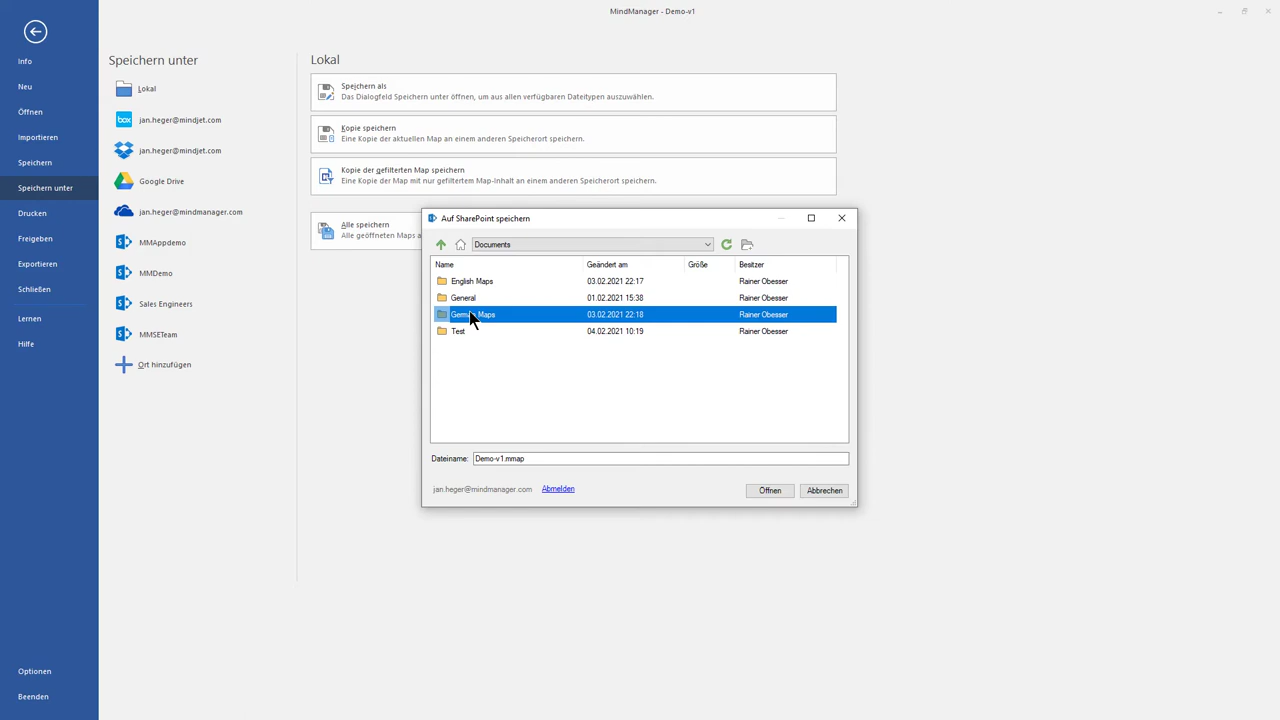 MindManager - Demo-v1
Info
Neu
Öffnen
Importieren
Speichern
Speichern unter
Drucken
Freigeben
Exportieren
Schließen
Lernen
Hilfe
Optionen
Beenden
Speichern unter
Lokal
box
jan.heger@mindjet.com
jan.heger@mindjet.com
Google Drive
jan.heger@mindmanager.com
MMAppdemo
MMDemo
Sales Engineers
MMSETeam
Ort hinzufügen
Lokal
Speichern als
Das Dialogfeld Speichern unter öffnen, um aus allen verfügbaren Dateitypen auszuwählen.
Kopie speichern
Eine Kopie der aktuellen Map an einem anderen Speicherort speichern.
Kopie der gefilterten Map speichern
Eine Kopie der Map mit nur gefiltertem Map-Inhalt an einem anderen Speicherort speichern.
Alle speichern
Alle geöffneten Maps a
Auf SharePoint speichern
Documents
Name Geändert am Größe Besitzer
English Maps 03.02.2021 22:17 Rainer Obesser
General 01.02.2021 15:38 Rainer Obesser
German Maps 03.02.2021 22:18 Rainer Obesser
Test 04.02.2021 10:19 Rainer Obesser
Dateiname: Demo-v1.mmap
jan.heger@mindmanager.com Abmelden
Öffnen Abbrechen